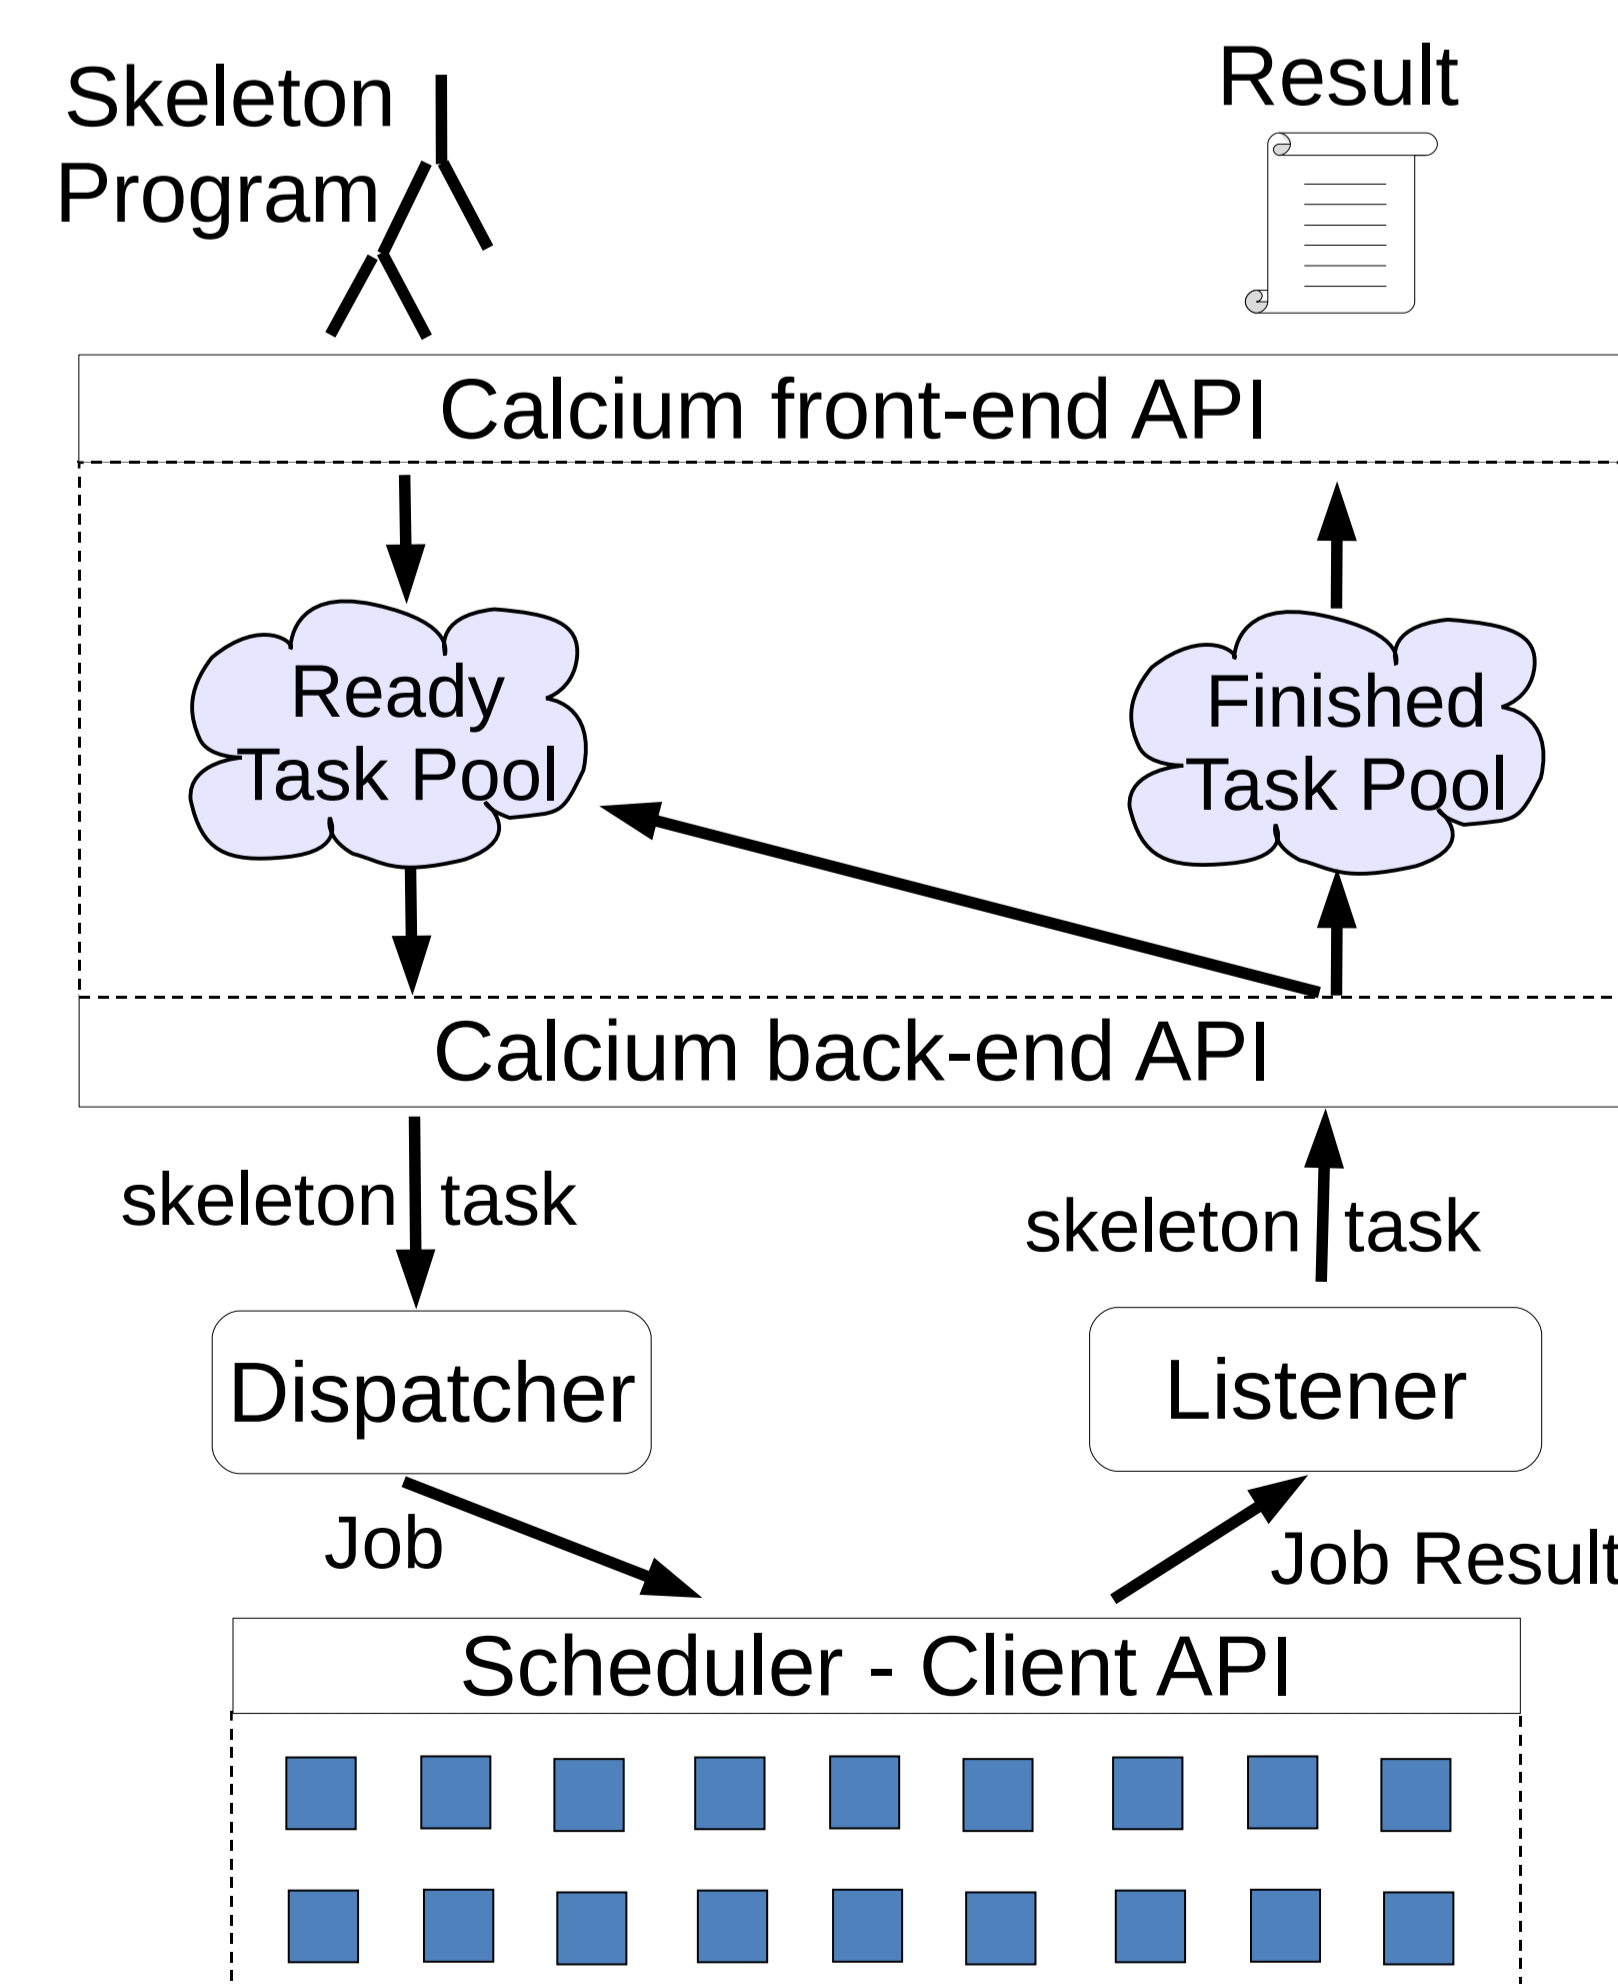 Skeleton
Program
Result
Calcium front-end API
Ready
Task Pool
Finished
Task Pool
Calcium back-end API
skeleton task
skeleton task
Dispatcher
Listener
Job
Job Result
Scheduler - Client API